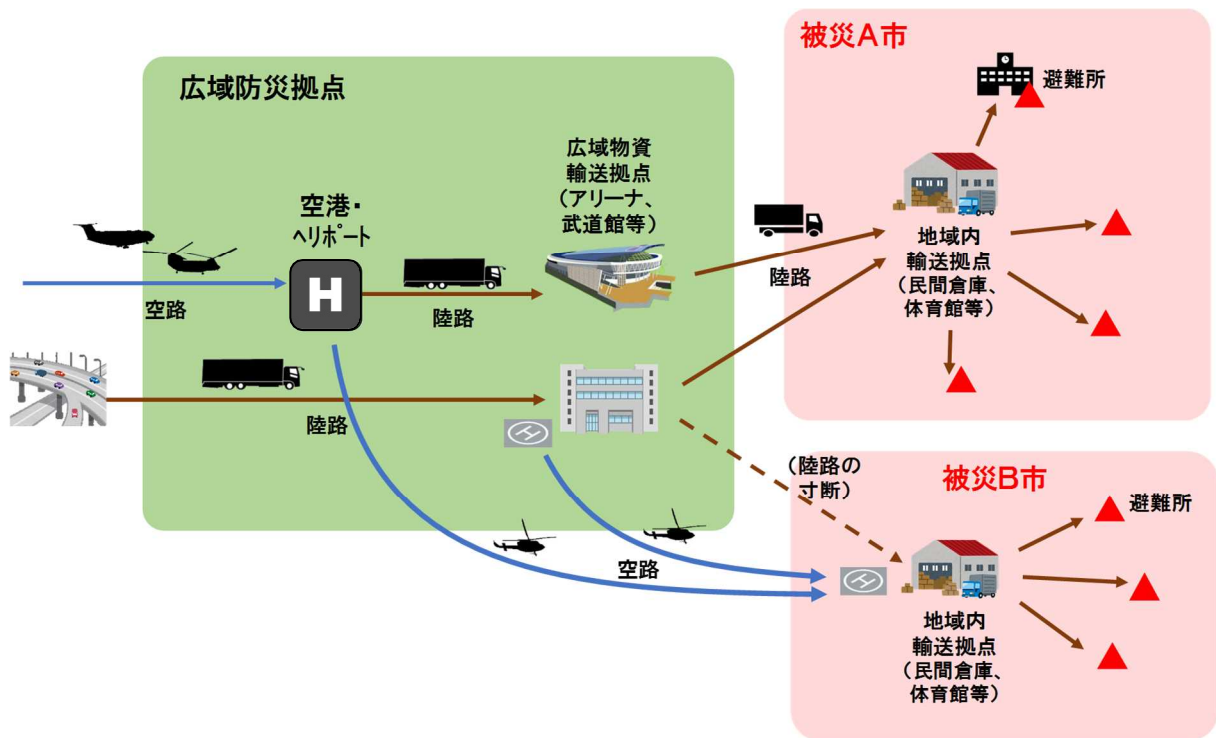 被災A市
避難所
広域防災拠点
広域物資
輸送拠点
（アリーナ、
武道館等）
空港・
ヘリポート
H
空路
陸路
陸路
陸路
地域内
輸送拠点
（民間倉庫、
体育館等）
H
（陸路の
寸断）
空路
被災B市
避難所
H
地域内
輸送拠点
（民間倉庫、
体育館等）